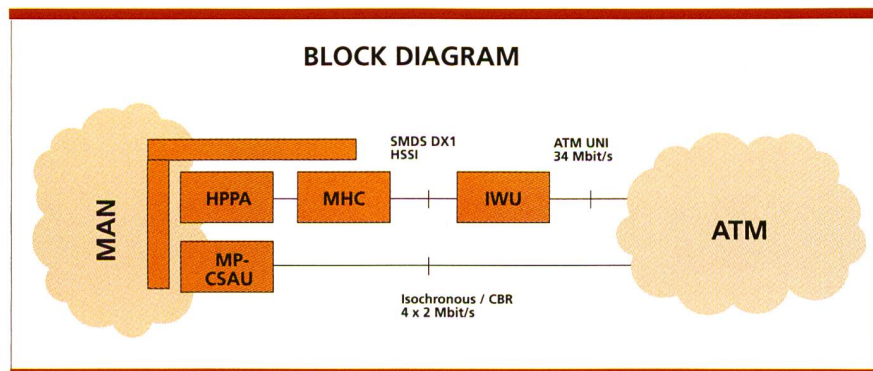 BLOCK DIAGRAM
SMDS DX1
HSSI
ATM UNI
34 Mbit/s
MAN
HPPA
MHC
IWU
ATM
MP-
CSAU
Isochronous / CBR
4 x 2 Mbit/s